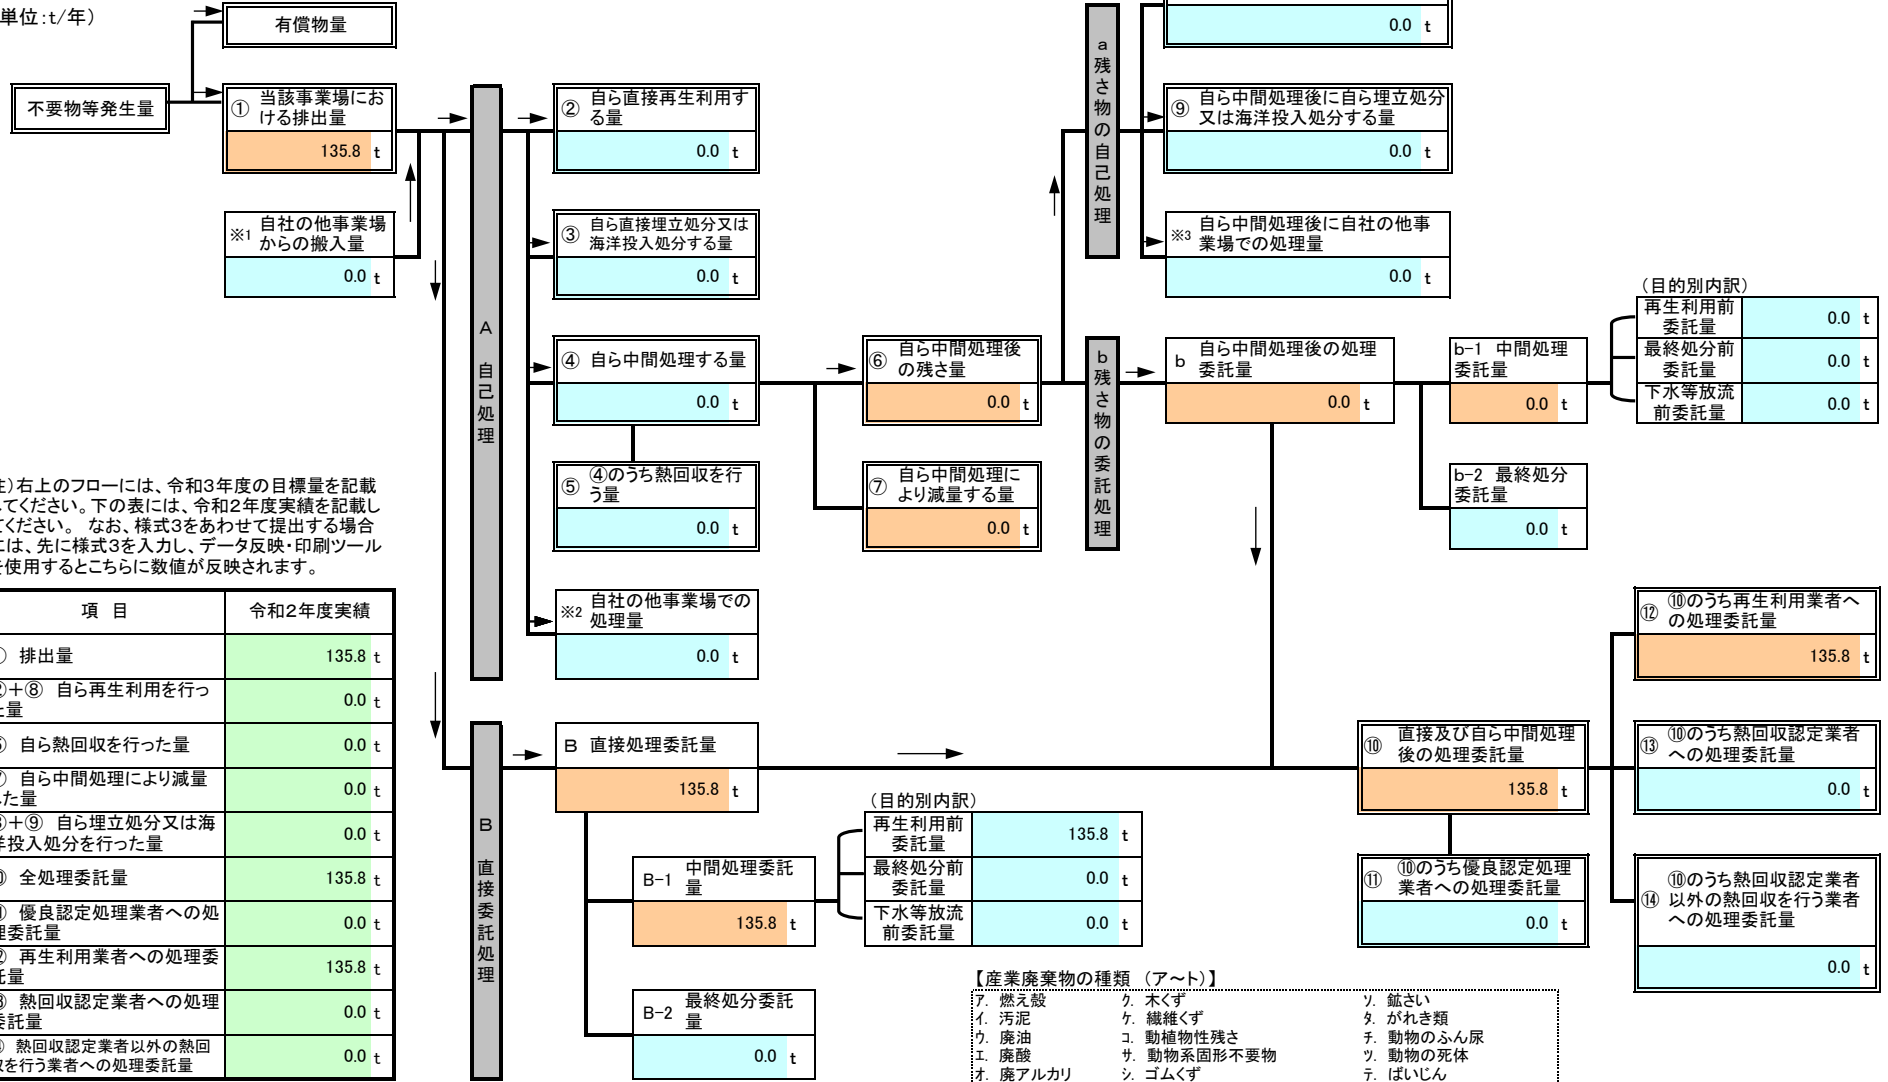 単位:t/年）
有償物量
0.0 t
不要物等発生量
① 当該事業場にお
ける排出量
135.8 t
※1 自社の他事業場
からの搬入量
0.0 t
A 自己処理
② 自ら直接再生利用す
る量
0.0 t
③ 自ら直接埋立処分又は
海洋投入処分する量
0.0 t
④ 自ら中間処理する量
0.0 t
⑤ ④のうち熱回収を行
う量
0.0 t
※2 自社の他事業場での
処理量
0.0 t
⑥ 自ら中間処理後
の残さ量
0.0 t
⑦ 自ら中間処理に
より減量する量
0.0 t
a 残さ物の自己処理
⑨ 自ら中間処理後に自ら埋立処分
又は海洋投入処分する量
0.0 t
※3 自ら中間処理後に自社の他事
業場での処理量
0.0 t
b 残さ物の委託処理
b 自ら中間処理後の処理
委託量
0.0 t
b-1 中間処理
委託量
0.0 t
（目的別内訳）
再生利用前
委託量
0.0 t
最終処分前
委託量
0.0 t
下水等放流
前委託量
0.0 t
b-2 最終処分
委託量
0.0 t
注）右上のフローには、令和３年度の目標量を記載
してください。下の表には、令和２年度実績を記載し
てください。 なお、様式３をあわせて提出する場合
には、先に様式３を入力し、データ反映・印刷ツール
を使用するとこちらに数値が反映されます。
項 目 令和２年度実績
① 排出量 135.8 t
②＋⑧ 自ら再生利用を行っ
た量 0.0 t
⑤ 自ら熱回収を行った量 0.0 t
⑦ 自ら中間処理により減量
した量 0.0 t
③＋⑨ 自ら埋立処分又は海
洋投入処分を行った量 0.0 t
⑩ 全処理委託量 135.8 t
⑪ 優良認定処理業者への処
理委託量 0.0 t
⑫ 再生利用業者への処理委
託量 135.8 t
⑬ 熱回収認定業者への処理
委託量 0.0 t
⑭ 熱回収認定業者以外の熱回
収を行う業者への処理委託量 0.0 t
B 直接委託処理
B 直接処理委託量
135.8 t
B-1 中間処理委託
量
135.8 t
（目的別内訳）
再生利用前
委託量
135.8 t
最終処分前
委託量
0.0 t
下水等放流
前委託量
0.0 t
B-2 最終処分委託
量
0.0 t
⑩ 直接及び自ら中間処理
後の処理委託量
135.8 t
⑪ ⑩のうち優良認定処理
業者への処理委託量
0.0 t
⑫ ⑩のうち再生利用業者へ
の処理委託量
135.8 t
⑬ ⑩のうち熱回収認定業者
への処理委託量
0.0 t
⑭ ⑩のうち熱回収認定業者
以外の熱回収を行う業者
への処理委託量
0.0 t
【産業廃棄物の種類 （ア～ト）】
ア. 燃え殻 ク. 木くず ソ. 鉱さい
イ. 汚泥 ケ. 繊維くず タ. がれき類
ウ. 廃油 コ. 動植物性残さ チ. 動物のふん尿
エ. 廃酸 サ. 動物系固形不要物 ツ. 動物の死体
オ. 廃アルカリ シ. ゴムくず テ. ばいじん